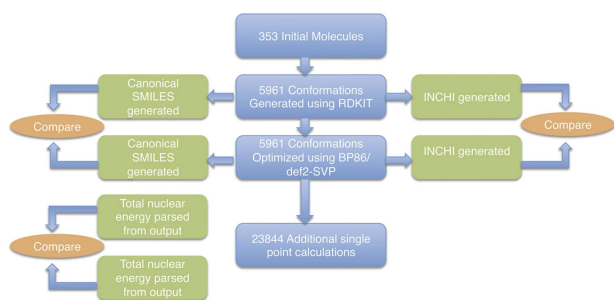 353 Initial Molecules
Canonical
SMILES
generated
5961 Conformations
Generated using RDKIT
INCHI generated
Compare
Compare
Canonical
SMILES
generated
5961 Conformations
Optimized using BP86/
def2-SVP
INCHI generated
Total nuclear
energy parsed
from output
Compare
23844 Additional single
point calculations
Total nuclear
energy parsed
from output